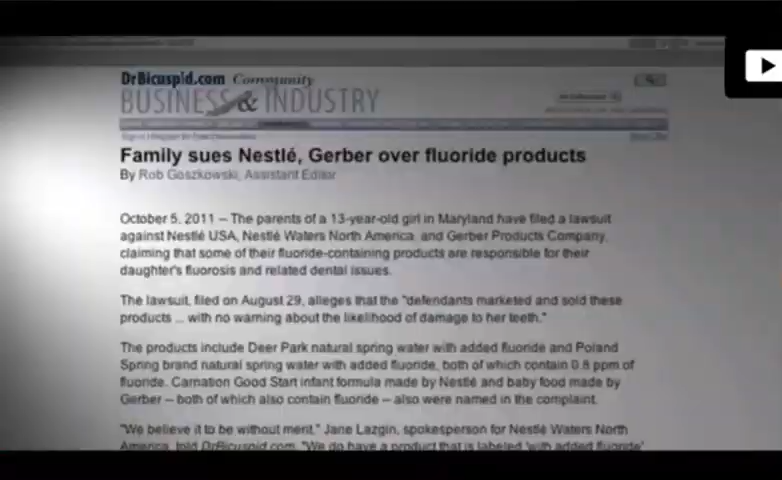 DrBicuspid.com Community
BUSINESS & INDUSTRY
Family sues Nestlé, Gerber over fluoride products
By Rob Goszkowski, Assistant Editor
October 5, 2011 – The parents of a 13-year-old girl in Maryland have filed a lawsuit
against Nestlé USA, Nestlé Waters North America, and Gerber Products Company,
claiming that some of their fluoride-containing products are responsible for their
daughter's fluorosis and related dental issues.
The lawsuit, filed on August 29, alleges that the "defendants marketed and sold these
products ... with no warning about the likelihood of damage to her teeth."
The products include Deer Park natural spring water with added fluoride and Poland
Spring brand natural spring water with added fluoride, both of which contain 0.8 ppm of
fluoride. Carnation Good Start infant formula made by Nestlé and baby food made by
Gerber – both of which also contain fluoride – also were named in the complaint.
"We believe it to be without merit," Jane Lazgin, spokesperson for Nestlé Waters North
America, told DrBicuspid.com. "We do have a product that is labeled 'with added fluoride'